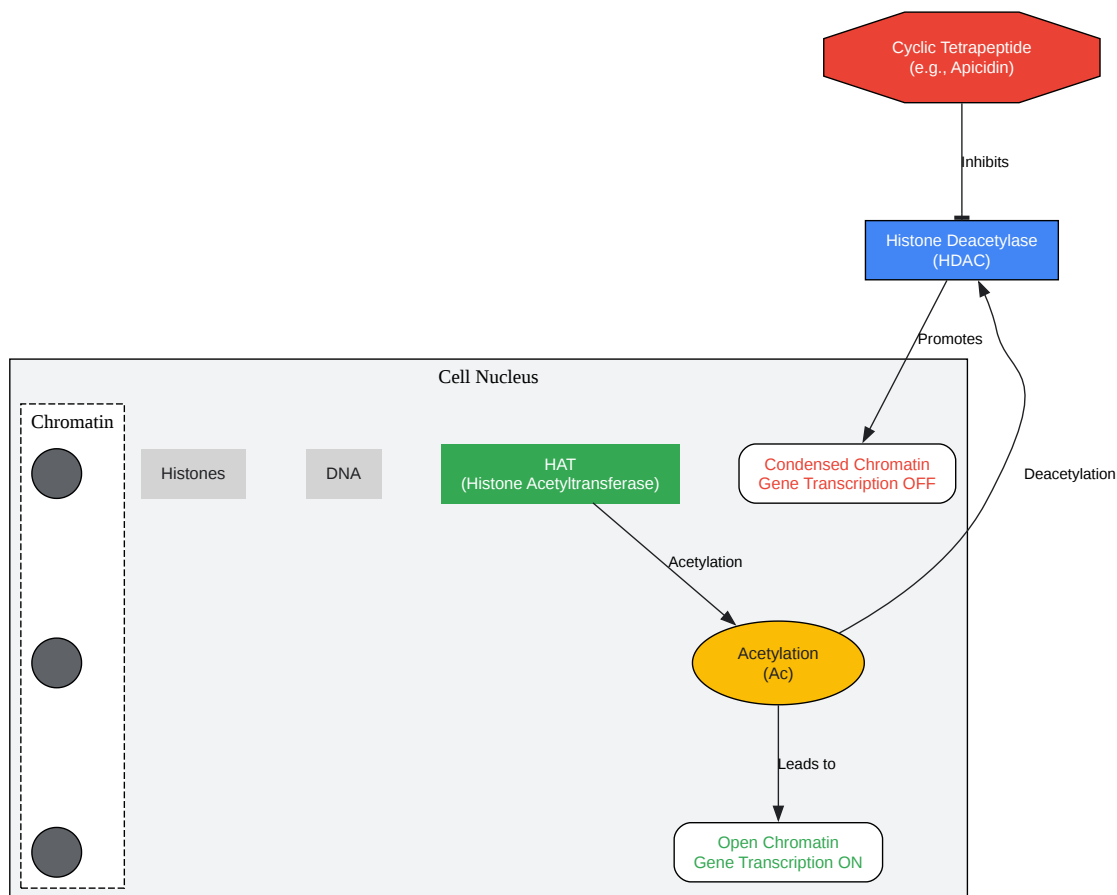 Cyclic Tetrapeptide
(e.g., Apicidin)
Inhibits
Histone Deacetylase
(HDAC)
Promotes
Cell Nucleus
Chromatin
Histones
DNA
HAT
(Histone Acetyltransferase)
Condensed Chromatin
Gene Transcription OFF
Deacetylation
Acetylation
Acetylation
(Ac)
Leads to
Open Chromatin
Gene Transcription ON